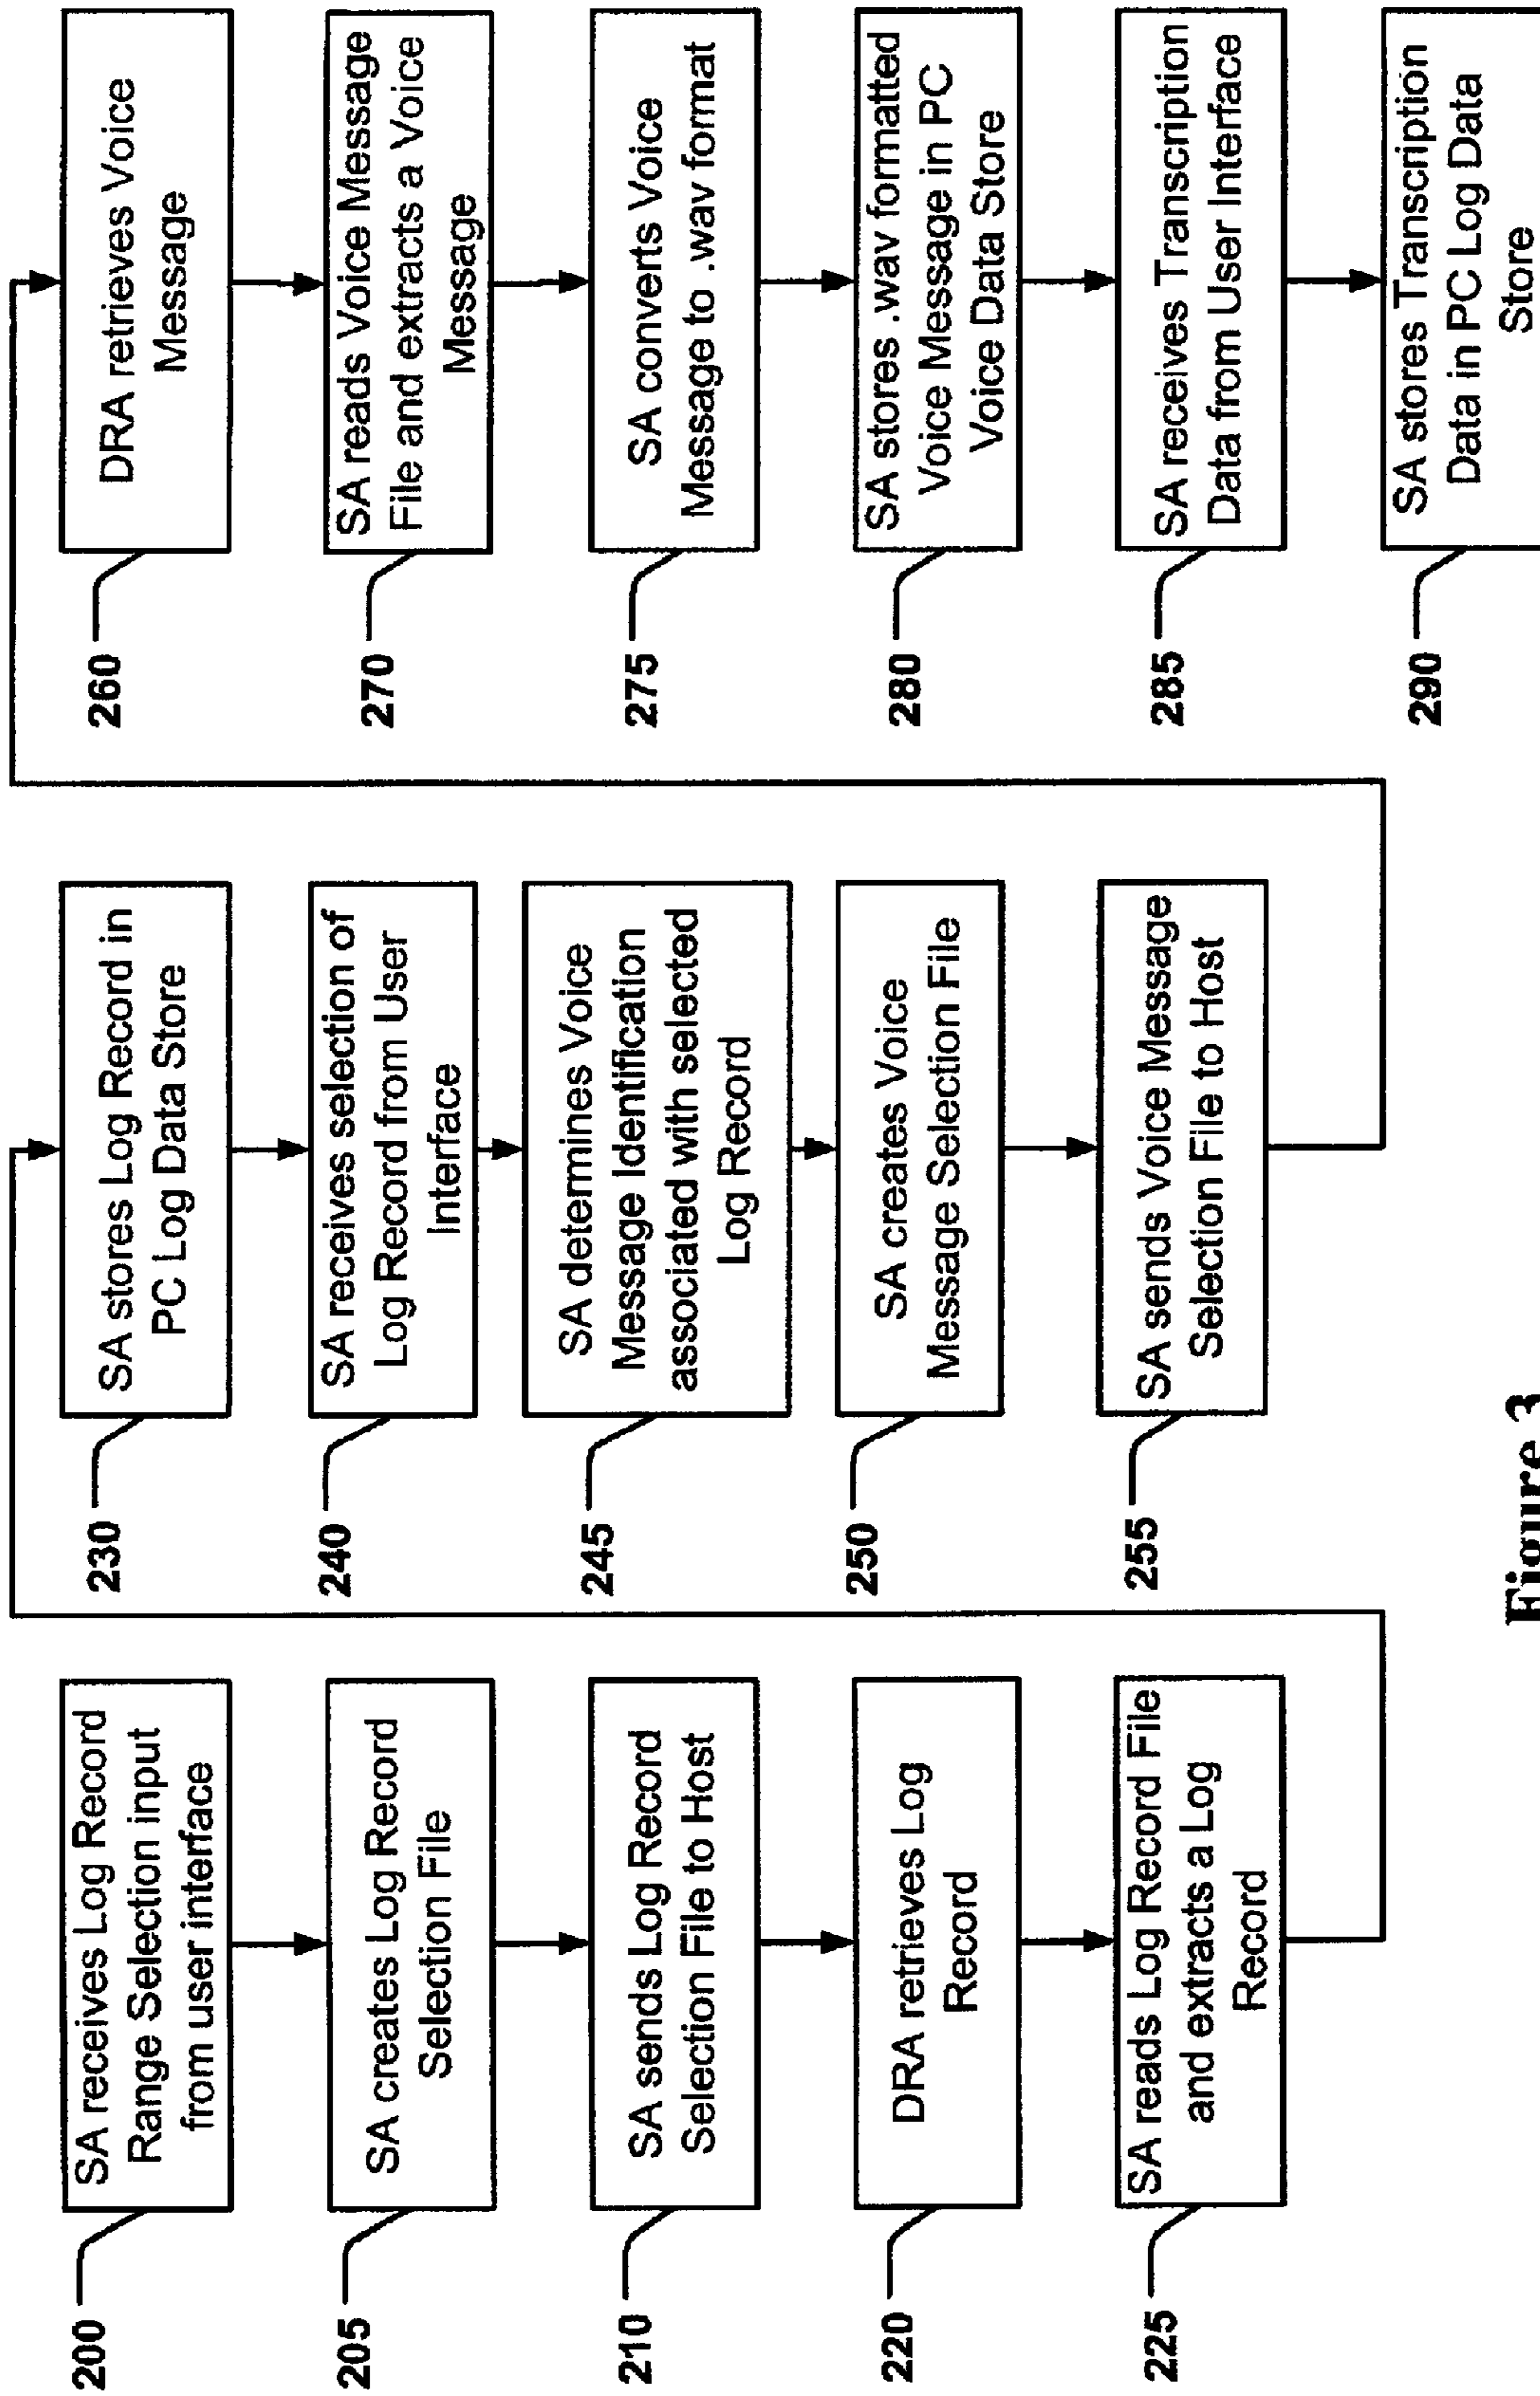 200
SA receives Log Record
Range Selection input
from user interface
205
SA creates Log Record
Selection File
210
SA sends Log Record
Selection File to Host
220
DRA retrieves Log
Record
225
SA reads Log Record File
and extracts a Log
Record
230
SA stores Log Record in
PC Log Data Store
240
SA receives selection of
Log Record from User
Interface
245
SA determines Voice
Message Identification
associated with selected
Log Record
250
SA creates Voice
Message Selection File
255
SA sends Voice Message
Selection File to Host
260
DRA retrieves Voice
Message
270
SA reads Voice Message
File and extracts a Voice
Message
275
SA converts Voice
Message to .wav format
280
SA stores .wav formatted
Voice Message in PC
Voice Data Store
285
SA receives Transcription
Data from User Interface
290
SA stores Transcription
Data in PC Log Data
Store
Figure 3